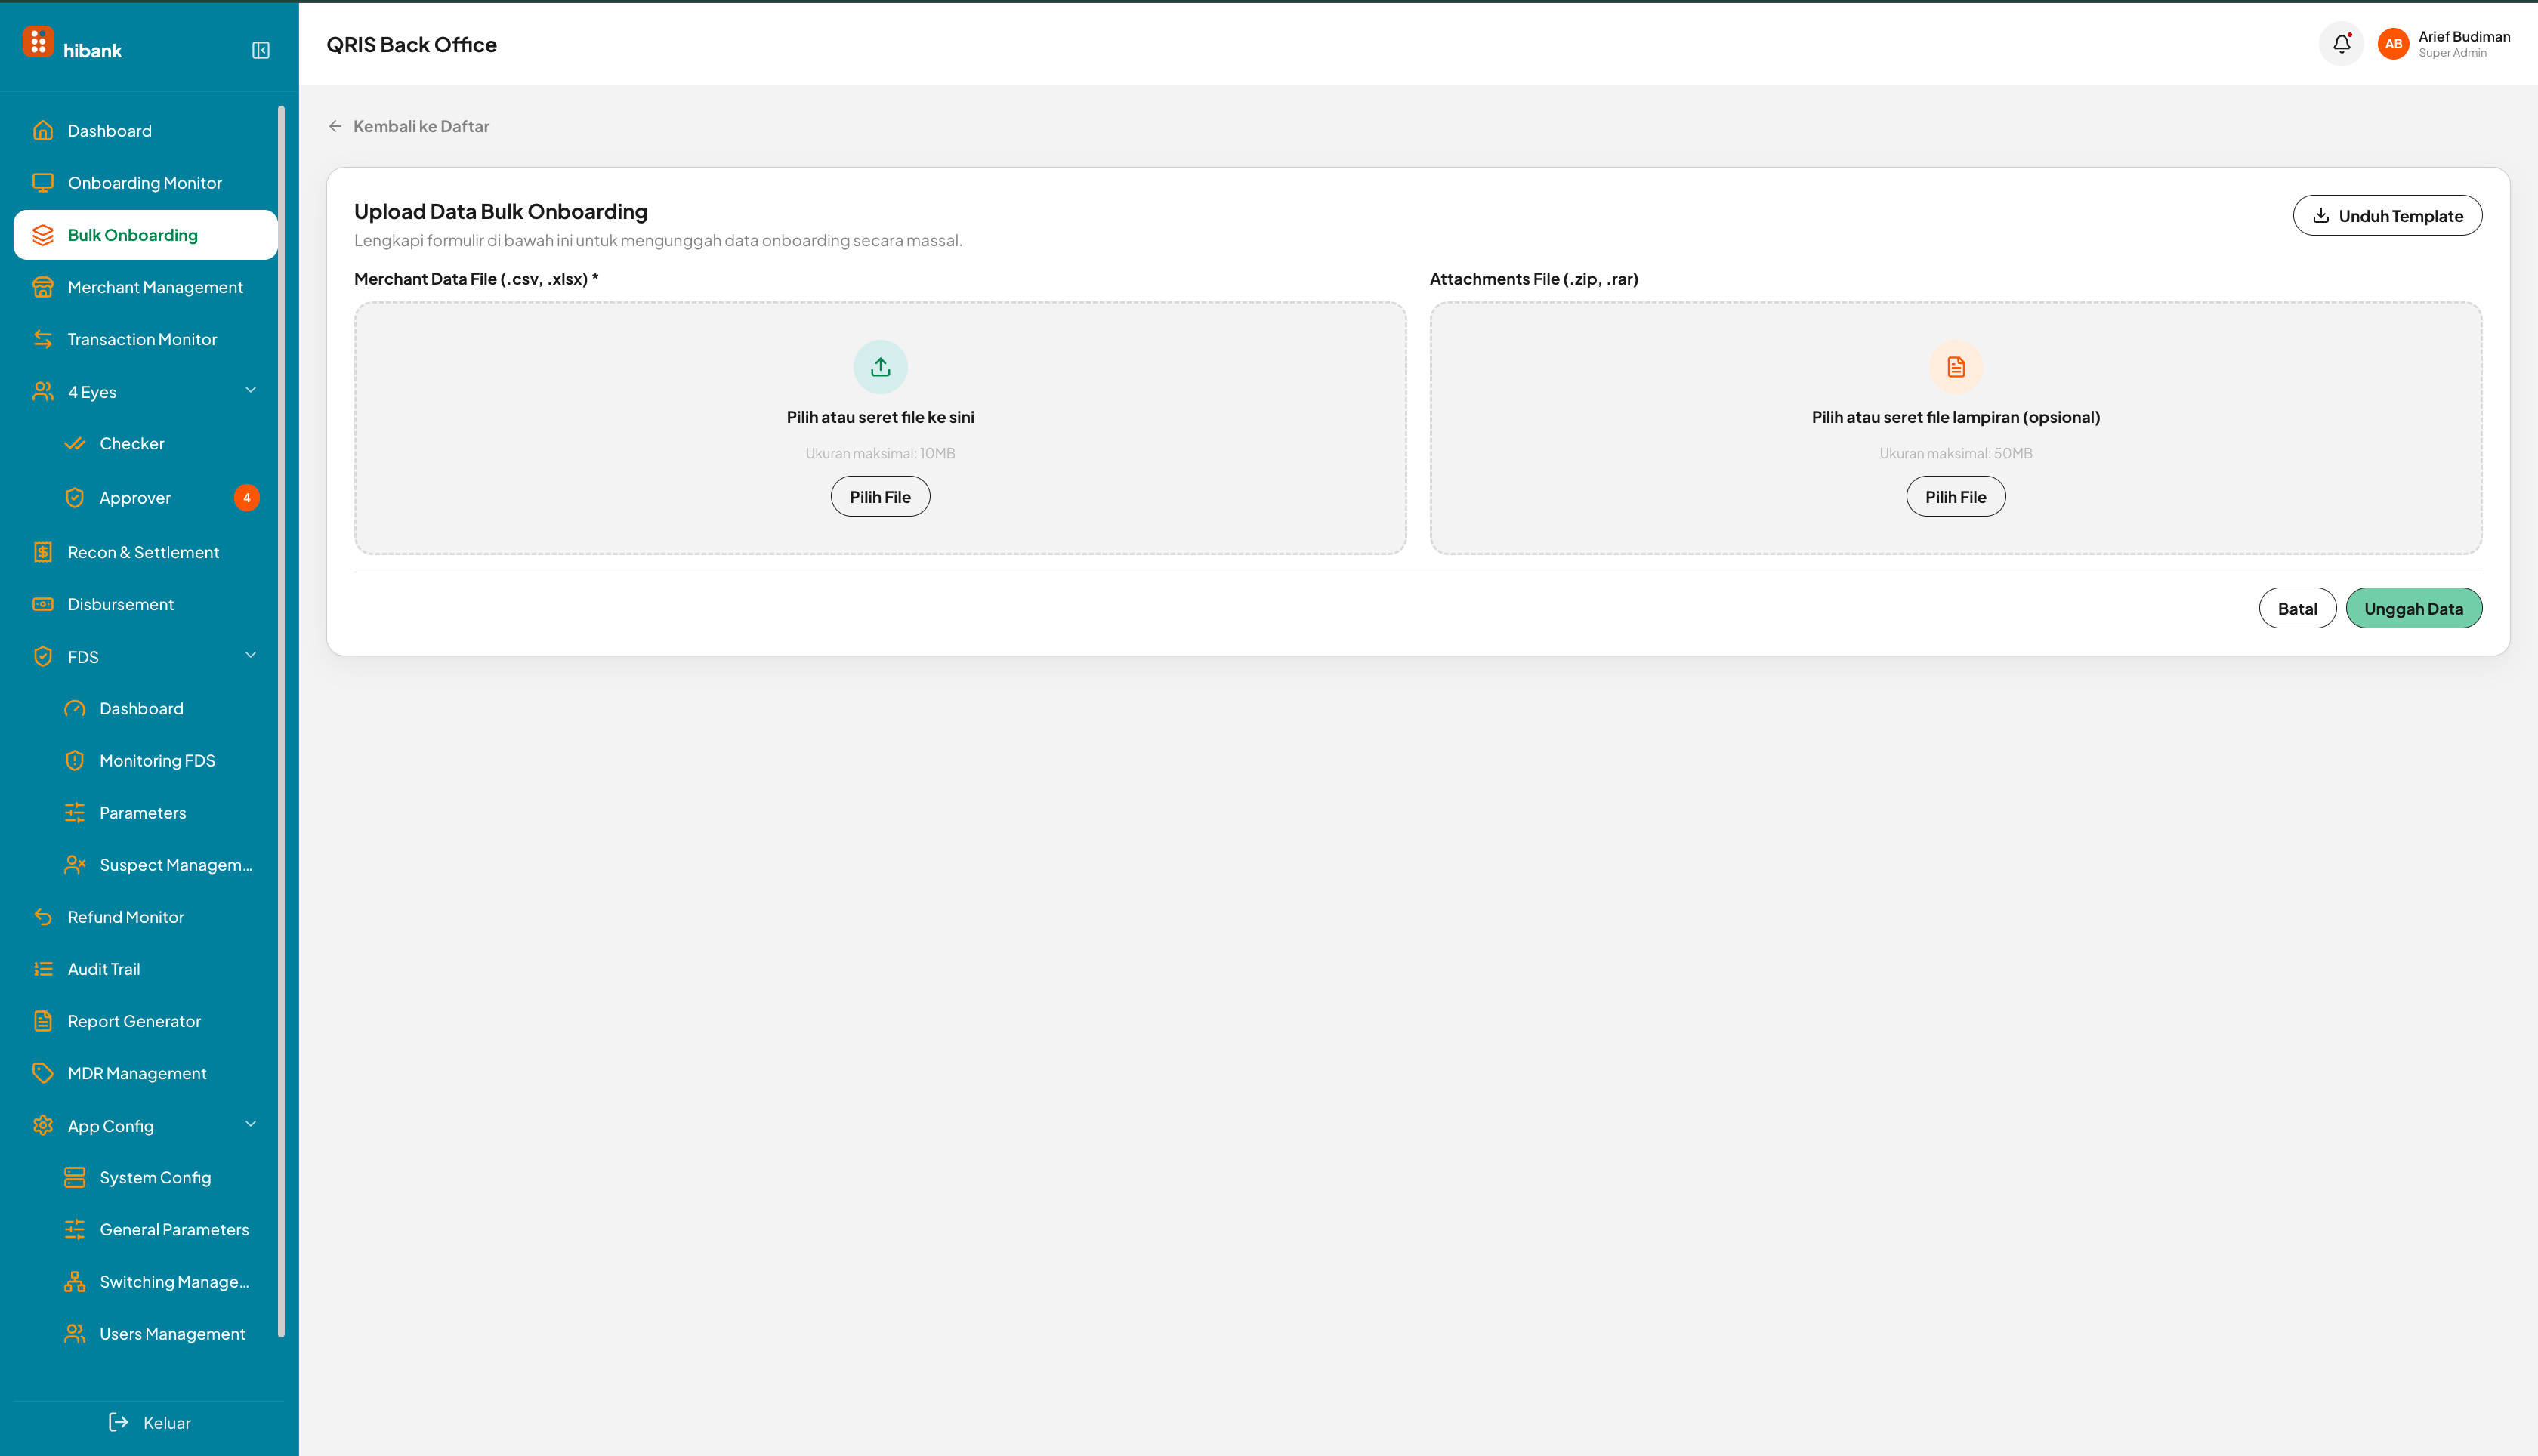 hibank
QRIS Back Office
AB
Arief Budiman
Super Admin
Dashboard
Onboarding Monitor
Bulk Onboarding
Merchant Management
Transaction Monitor
4 Eyes
Checker
Approver
4
Recon & Settlement
Disbursement
FDS
Dashboard
Monitoring FDS
Parameters
Suspect Managem...
Refund Monitor
Audit Trail
Report Generator
MDR Management
App Config
System Config
General Parameters
Switching Manage...
Users Management
Keluar
Kembali ke Daftar
Upload Data Bulk Onboarding
Lengkapi formulir di bawah ini untuk mengunggah data onboarding secara massal.
Unduh Template
Merchant Data File (.csv, .xlsx) *
Pilih atau seret file ke sini
Ukuran maksimal: 10MB
Pilih File
Attachments File (.zip, .rar)
Pilih atau seret file lampiran (opsional)
Ukuran maksimal: 50MB
Pilih File
Batal
Unggah Data